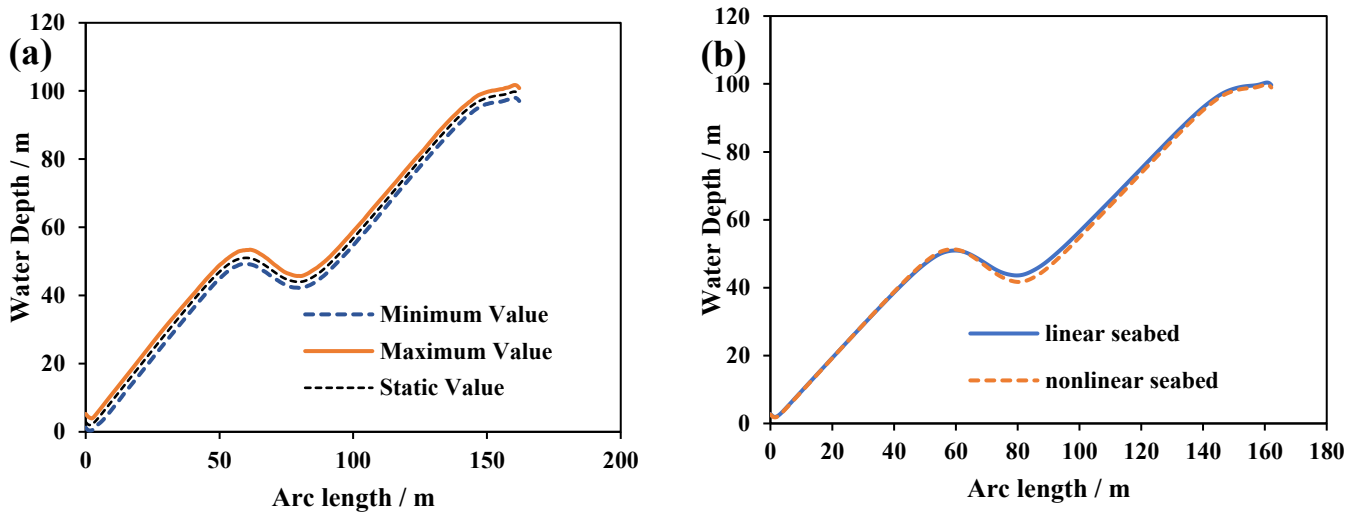 (a)
120
100
80
60
40
20
0
Water Depth / m
Minimum Value
Maximum Value
Static Value
0 50 100 150 200
Arc length / m
(b)
120
100
80
60
40
20
0
Water Depth / m
linear seabed
nonlinear seabed
0 20 40 60 80 100 120 140 160 180
Arc length / m